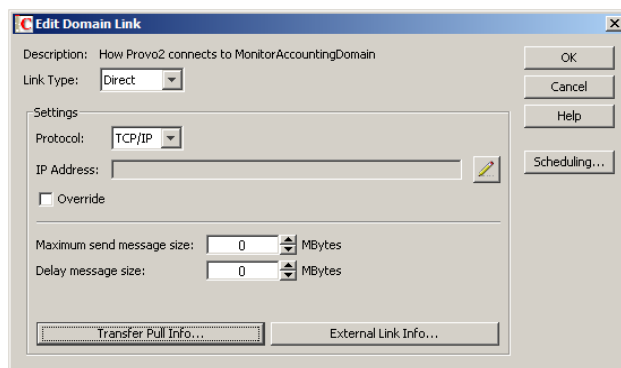 Edit Domain Link
Description: How Provo2 connects to MonitorAccountingDomain
OK
Link Type: Direct
Cancel
Settings
Help
Protocol: TCP/IP
IP Address:
Scheduling...
Override
Maximum send message size: 0 MBytes
Delay message size: 0 MBytes
Transfer Pull Info... External Link Info...